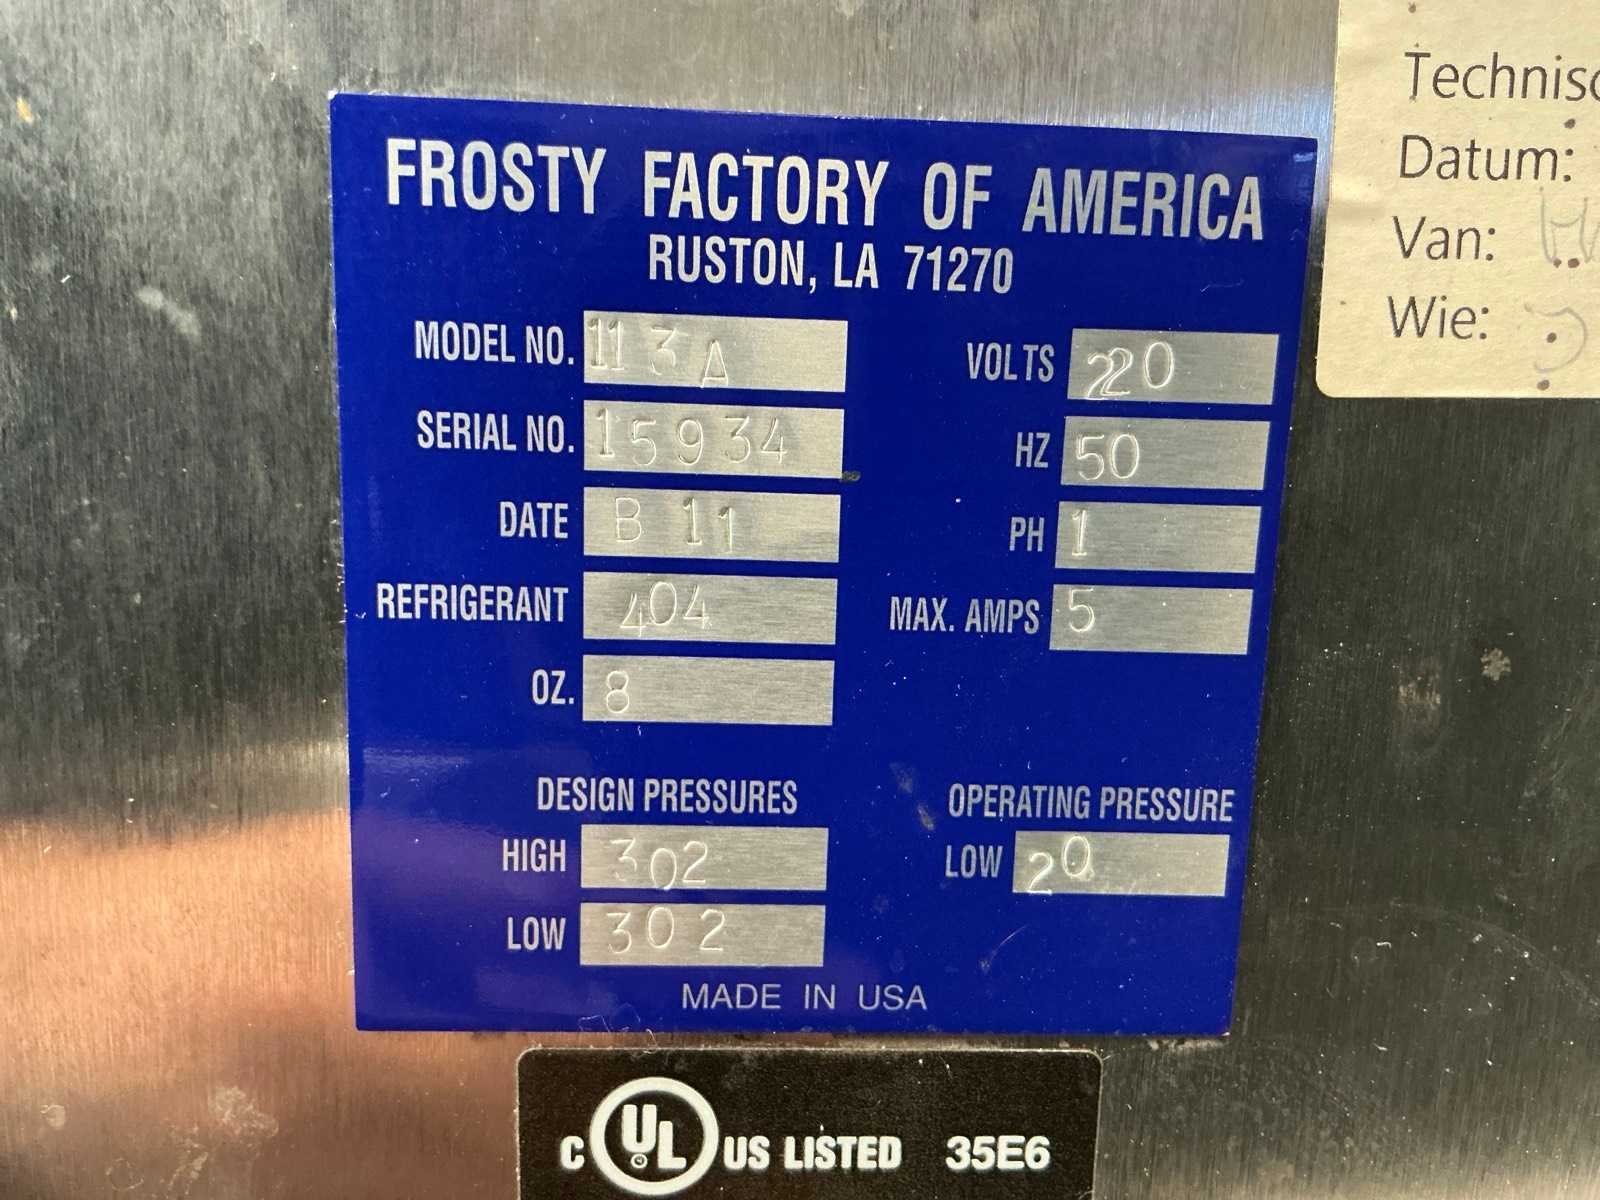 FROSTY FACTORY OF AMERICA
RUSTON, LA 71270
MODEL NO. 113A
SERIAL NO. 15934
DATE B 11
REFRIGERANT 404
OZ. 8
VOLTS 220
HZ 50
PH 1
MAX. AMPS 5
DESIGN PRESSURES
HIGH 302
LOW 302
OPERATING PRESSURE
LOW 20
MADE IN USA
C UL US LISTED 35E6
Datum:
Van:
Wie: